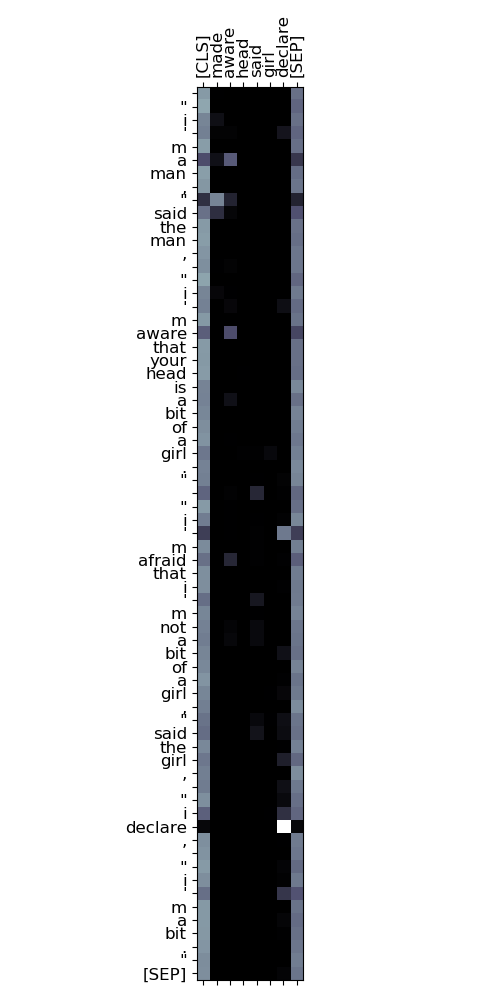 [CLS]
made
aware
head
said
girl
declare
[SEP]
"
i
'
m
a
man
,
"
said
the
man
,
"
i
'
m
aware
that
your
head
is
a
bit
of
a
girl
.
"
"
i
'
m
afraid
that
i
'
m
not
a
bit
of
a
girl
,
"
said
the
girl
,
"
i
declare
,
"
i
'
m
a
bit
.
"
[SEP]